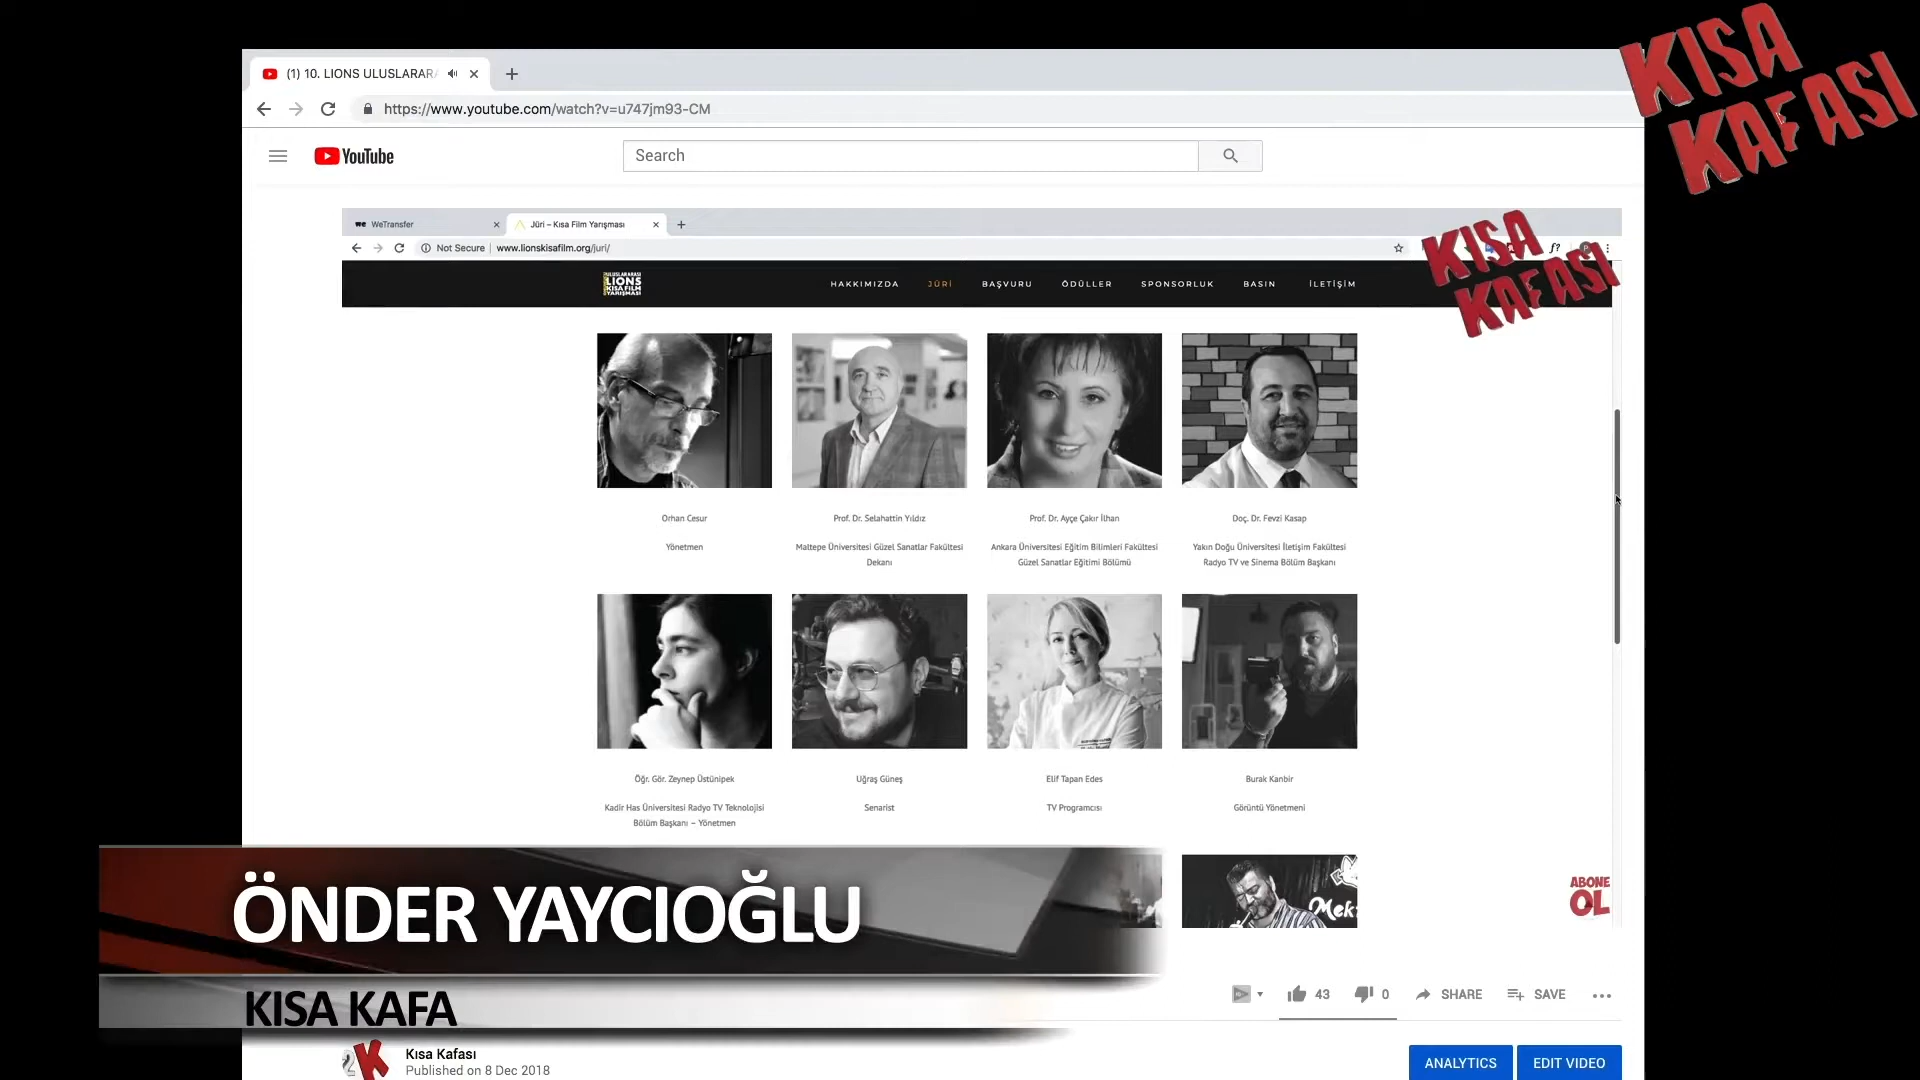 (1) 10. LIONS ULUSLARARA
https://www.youtube.com/watch?v=u747jm93-CM
KISA
KAFASI
YouTube
Search
WeTransfer
Jüri – Kısa Film Yarışması
Not Secure | www.lionskisafilm.org/juri/
KISA
KAFASI
ULUSLARARASI
LIONS
KISA FİLM
YARIŞMASI
HAKKIMIZDA JÜRİ BAŞVURU ÖDÜLLER SPONSORLUK BASIN İLETİŞİM
Orhan Cesur
Yönetmen
Prof. Dr. Selahattin Yıldız
Maltepe Üniversitesi Güzel Sanatlar Fakültesi
Dekanı
Prof. Dr. Ayçe Çakır İlhan
Ankara Üniversitesi Eğitim Bilimleri Fakültesi
Güzel Sanatlar Eğitimi Bölümü
Doç. Dr. Fevzi Kasap
Yakın Doğu Üniversitesi İletişim Fakültesi
Radyo TV ve Sinema Bölüm Başkanı
Öğr. Gör. Zeynep Üstünipek
Kadir Has Üniversitesi Radyo TV Teknolojisi
Bölüm Başkanı – Yönetmen
Uğraş Güneş
Senarist
Elif Tapan Edes
TV Programcısı
Burak Kanbir
Görüntü Yönetmeni
ABONE
OL
ÖNDER YAYCIOĞLU
KISA KAFA
43 0 SHARE SAVE
Kısa Kafası
Published on 8 Dec 2018
ANALYTICS
EDIT VIDEO